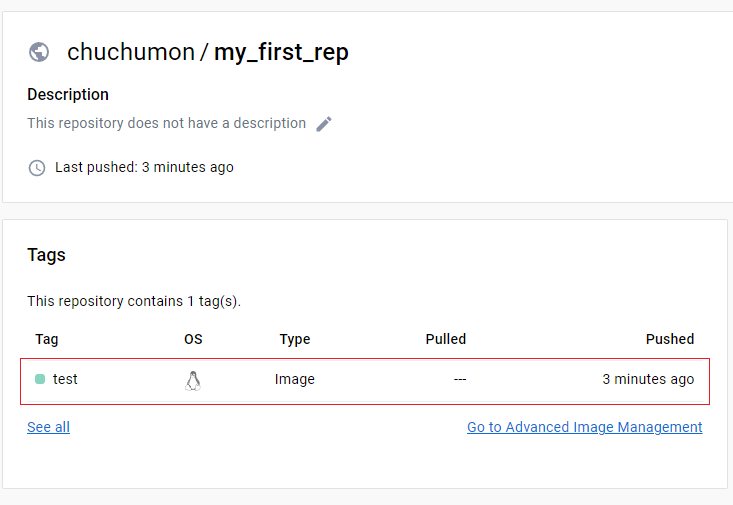 chuchumon / my_first_rep
Description
This repository does not have a description
Last pushed: 3 minutes ago
Tags
This repository contains 1 tag(s).
Tag OS Type Pulled Pushed
test Image --- 3 minutes ago
See all Go to Advanced Image Management